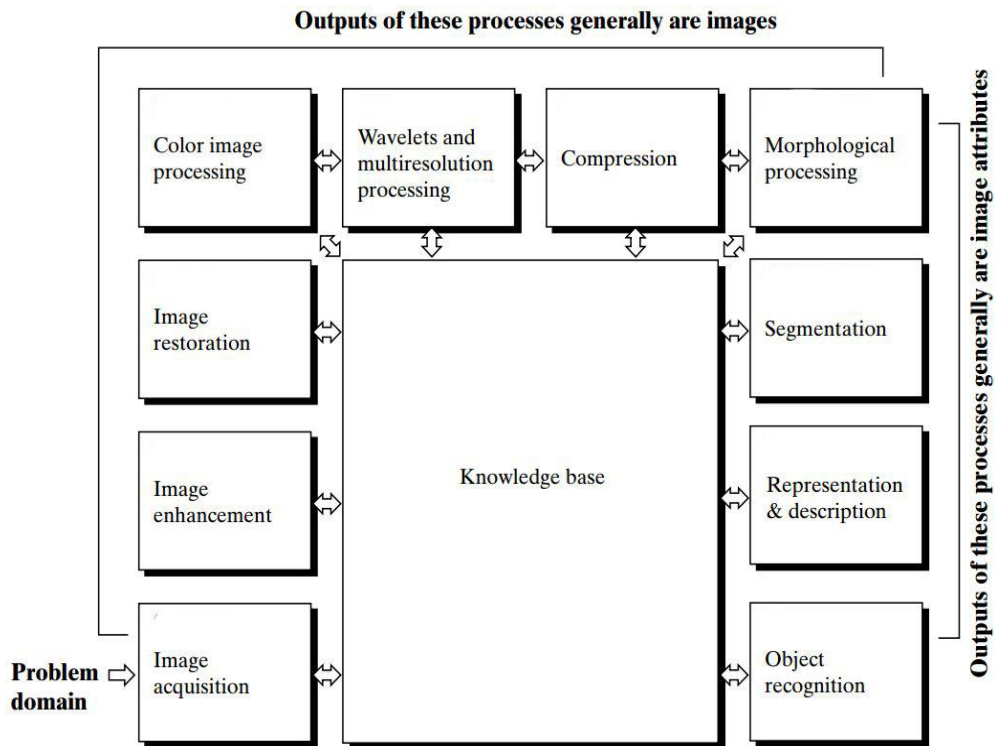 Outputs of these processes generally are images
Color image
processing
Wavelets and
multiresolution
processing
Compression
Morphological
processing
Image
restoration
Segmentation
Image
enhancement
Knowledge base
Representation
& description
Problem
domain
Image
acquisition
Object
recognition
Outputs of these processes generally are image attributes